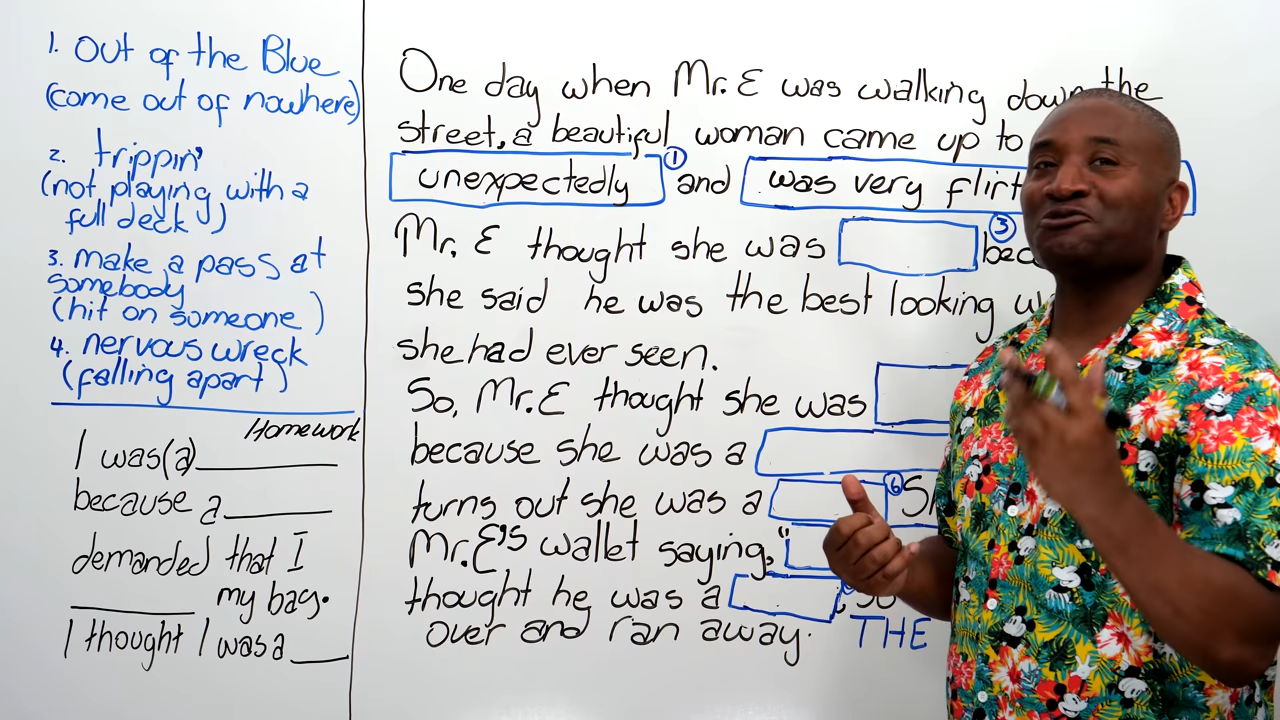 1. Out of the Blue
(come out of nowhere)
2. trippin'
(not playing with a
full deck)
3. make a pass at
somebody
(hit on someone)
4. nervous wreck
(falling apart)
Homework
I was(a)______
because a______
demanded that I
______ my bag.
I thought I was a ___
One day when Mr. E was walking down the
street, a beautiful woman came up to
unexpectedly ① and was very flirt
Mr. E thought she was ③
she said he was the best looking
she had ever seen.
So, Mr. E thought she was
because she was a
turns out she was a ⑥
Mr. E's wallet saying, "
thought he was a , so
over and ran away. THE